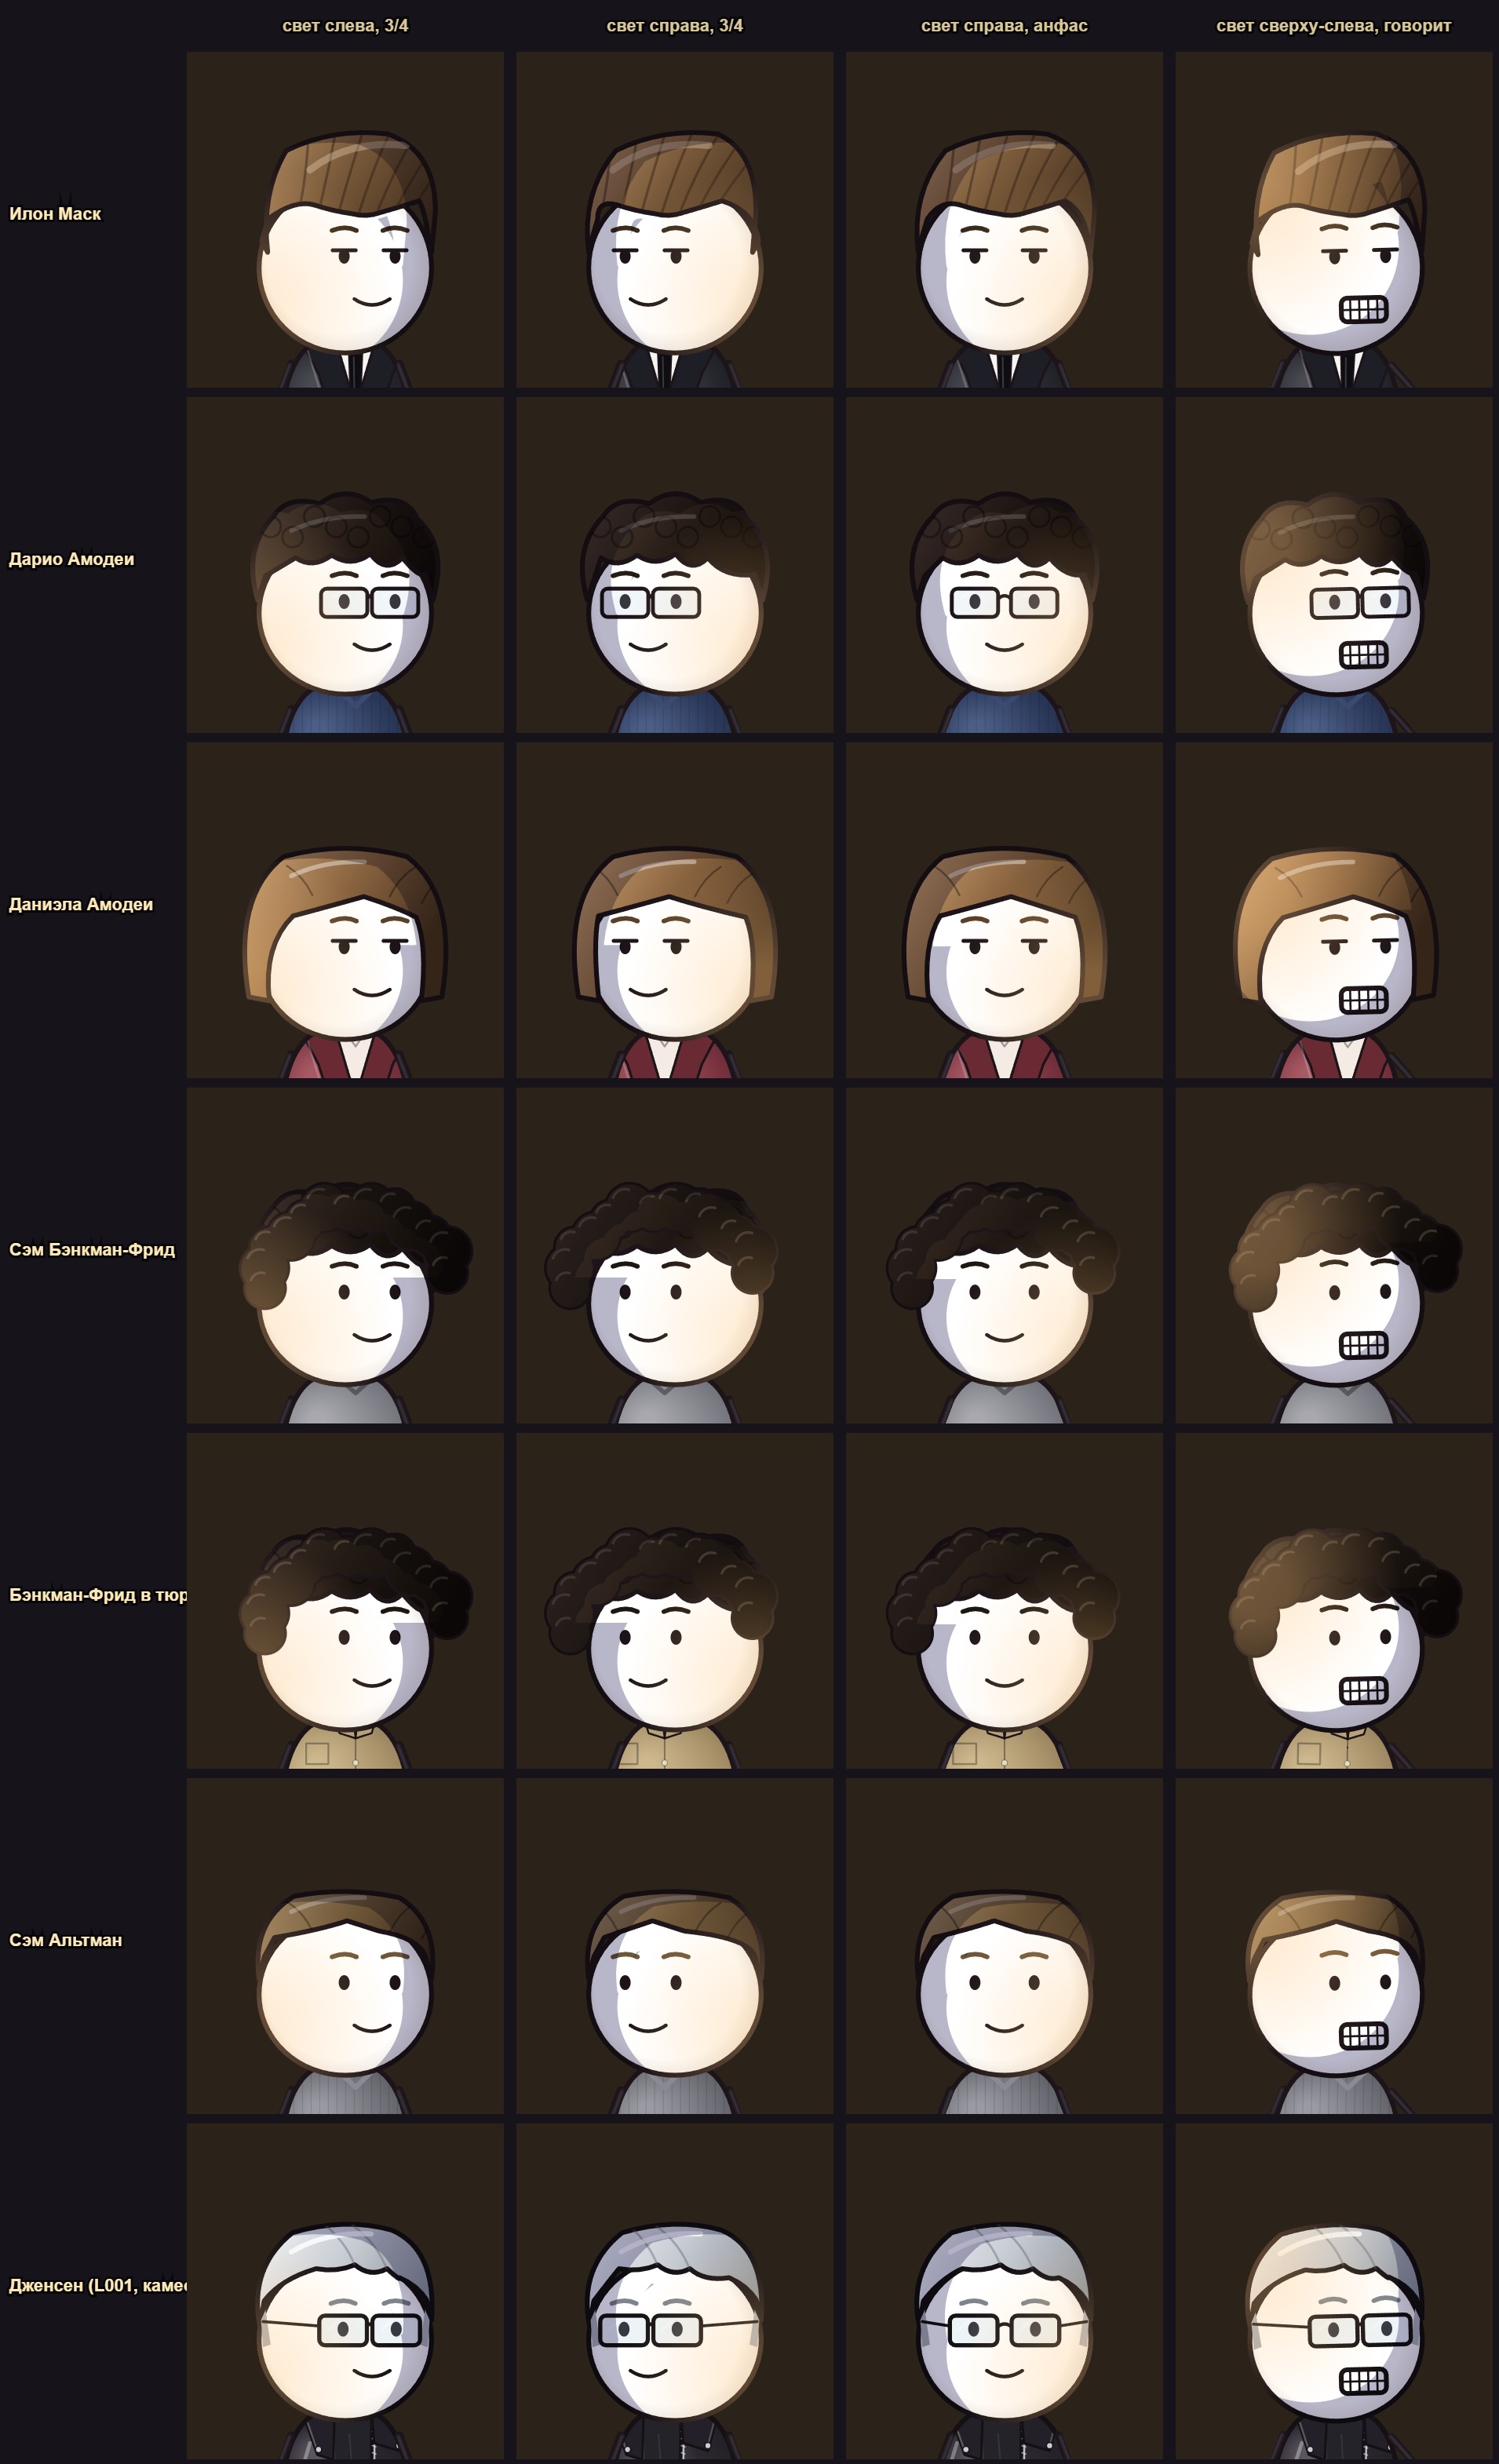 свет слева, 3/4
свет справа, 3/4
свет справа, анфас
свет сверху-слева, говорит
Илон Маск
Дарио Амодеи
Даниэла Амодеи
Сэм Бэнкман-Фрид
Бэнкман-Фрид в тюр
Сэм Альтман
Дженсен (L001, камес